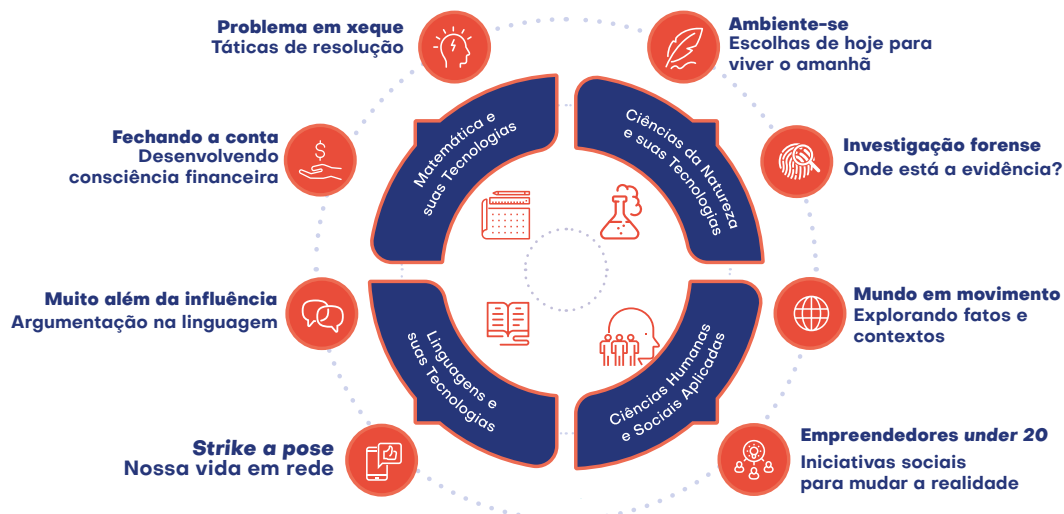 Problema em xeque
Táticas de resolução
Ambiente-se
Escolhas de hoje para
viver o amanhã
Fechando a conta
Desenvolvendo
consciência financeira
Matemática e
suas Tecnologias
Ciências da Natureza
e suas Tecnologias
Investigação forense
Onde está a evidência?
Muito além da influência
Argumentação na linguagem
Linguagens e
suas Tecnologias
Ciências Humanas
e Sociais Aplicadas
Mundo em movimento
Explorando fatos e
contextos
Strike a pose
Nossa vida em rede
Empreendedores under 20
Iniciativas sociais
para mudar a realidade